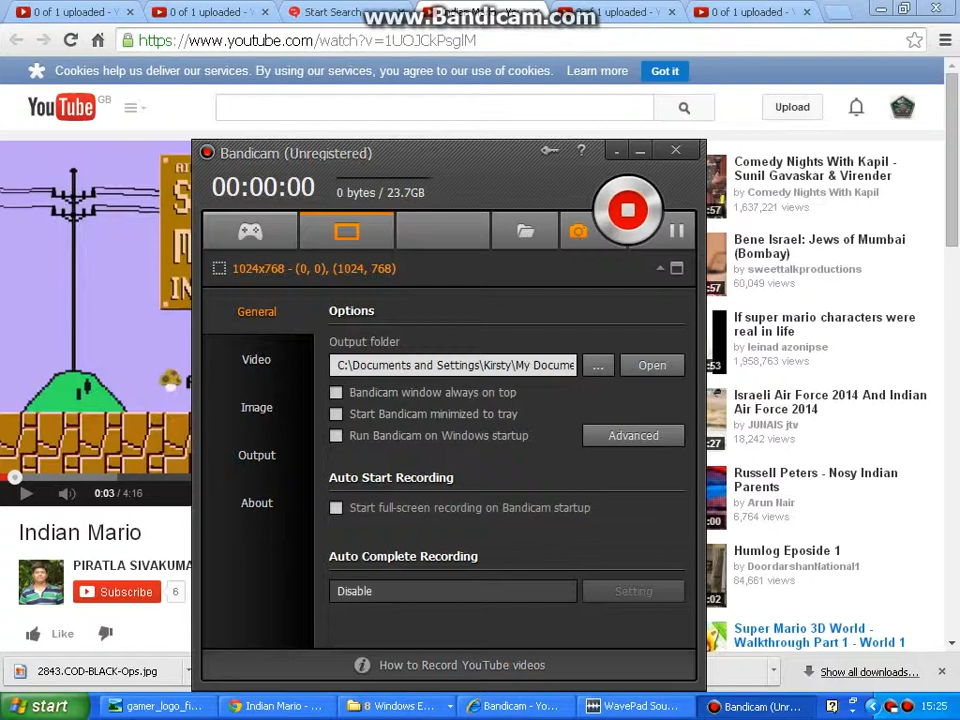 0 of 1 uploaded -
0 of 1 uploaded -
Start Search
0 of 1 uploaded -
0 of 1 uploaded -
www.Bandicam.com
https://www.youtube.com/watch?v=1UOJCkPsglM
Cookies help us deliver our services. By using our services, you agree to our use of cookies.
Learn more
Got it
YouTube GB
Upload
Bandicam (Unregistered)
00:00:00
0 bytes / 23.7GB
1024x768 - (0, 0), (1024, 768)
General
Video
Image
Output
About
Options
Output folder
C:\Documents and Settings\Kirsty\My Docume
...
Open
Bandicam window always on top
Start Bandicam minimized to tray
Run Bandicam on Windows startup
Advanced
Auto Start Recording
Start full-screen recording on Bandicam startup
Auto Complete Recording
Disable
Setting
How to Record YouTube videos
0:03 / 4:16
Indian Mario
PIRATLA SIVAKUMA
Subscribe
6
Like
:57
Comedy Nights With Kapil -
Sunil Gavaskar & Virender
by Comedy Nights With Kapil
1,637,221 views
:57
Bene Israel: Jews of Mumbai
(Bombay)
by sweettalkproductions
60,049 views
:53
If super mario characters were
real in life
by leinad azonipse
1,958,763 views
:27
Israeli Air Force 2014 And Indian
Air Force 2014
by JUNAIS jtv
18,242 views
:00
Russell Peters - Nosy Indian
Parents
by Arun Nair
6,764 views
:02
Humlog Eposide 1
by DoordarshanNational1
84,661 views
Super Mario 3D World -
Walkthrough Part 1 - World 1
2843.COD-BLACK-Ops.jpg
Show all downloads...
start
gamer_logo_fi...
Indian Mario - ...
8 Windows E...
Bandicam - Yo...
WavePad Sou...
Bandicam (Unr...
15:25